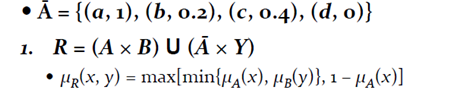 • Ā = {(a, 1), (b, 0.2), (c, 0.4), (d, 0)}
1. R = (A × B) U (Ā × Y)
• μR(x, y) = max[min{μA(x), μB(y)}, 1 – μA(x)]